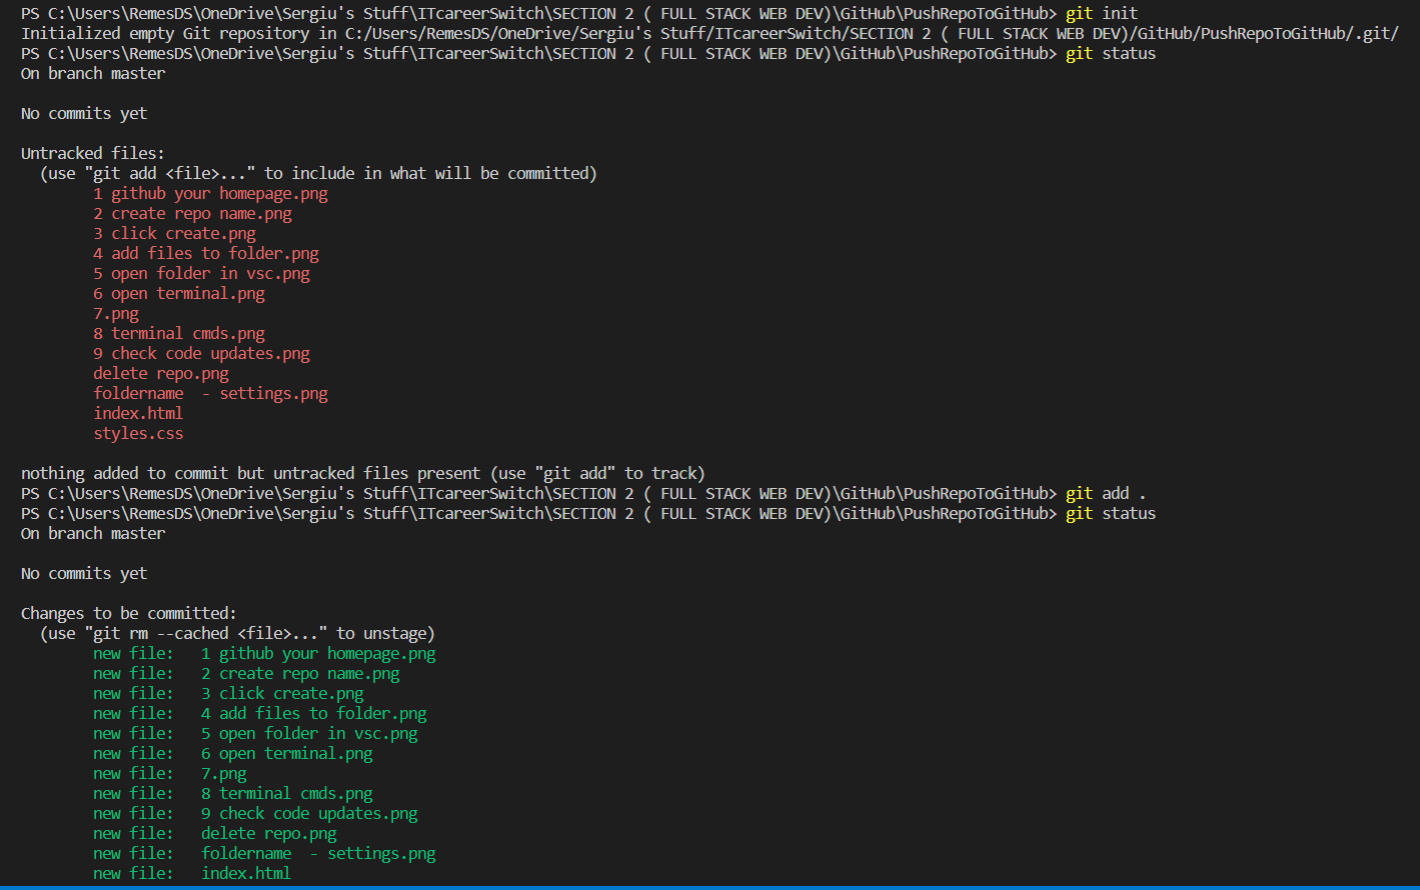 PS C:\Users\RemesDS\OneDrive\Sergiu's Stuff\ITcareerSwitch\SECTION 2 ( FULL STACK WEB DEV)\GitHub\PushRepoToGitHub> git init
Initialized empty Git repository in C:/Users/RemesDS/OneDrive/Sergiu's Stuff/ITcareerSwitch/SECTION 2 ( FULL STACK WEB DEV)/GitHub/PushRepoToGitHub/.git/
PS C:\Users\RemesDS\OneDrive\Sergiu's Stuff\ITcareerSwitch\SECTION 2 ( FULL STACK WEB DEV)\GitHub\PushRepoToGitHub> git status
On branch master

No commits yet

Untracked files:
  (use "git add <file>..." to include in what will be committed)
        1 github your homepage.png
        2 create repo name.png
        3 click create.png
        4 add files to folder.png
        5 open folder in vsc.png
        6 open terminal.png
        7.png
        8 terminal cmds.png
        9 check code updates.png
        delete repo.png
        foldername  - settings.png
        index.html
        styles.css

nothing added to commit but untracked files present (use "git add" to track)
PS C:\Users\RemesDS\OneDrive\Sergiu's Stuff\ITcareerSwitch\SECTION 2 ( FULL STACK WEB DEV)\GitHub\PushRepoToGitHub> git add .
PS C:\Users\RemesDS\OneDrive\Sergiu's Stuff\ITcareerSwitch\SECTION 2 ( FULL STACK WEB DEV)\GitHub\PushRepoToGitHub> git status
On branch master

No commits yet

Changes to be committed:
  (use "git rm --cached <file>..." to unstage)
        new file:   1 github your homepage.png
        new file:   2 create repo name.png
        new file:   3 click create.png
        new file:   4 add files to folder.png
        new file:   5 open folder in vsc.png
        new file:   6 open terminal.png
        new file:   7.png
        new file:   8 terminal cmds.png
        new file:   9 check code updates.png
        new file:   delete repo.png
        new file:   foldername  - settings.png
        new file:   index.html